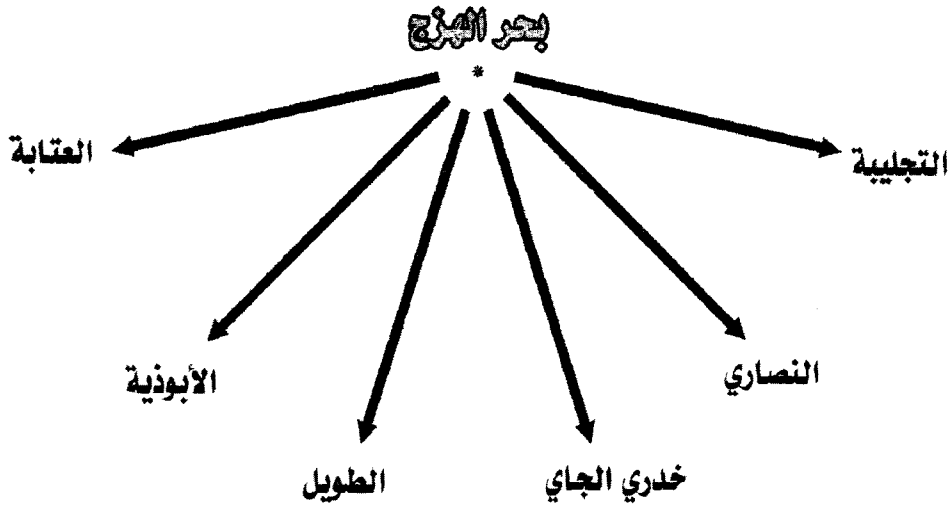 بحر الهزج
*
التجليبة
العتابة
النصاري
الأبوذية
خدري الجاي
الطويل